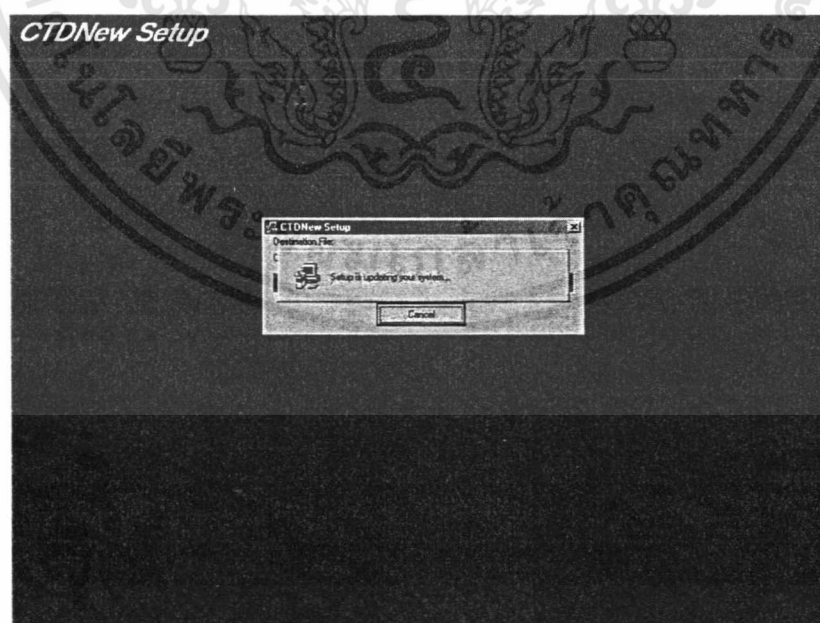 CTDNew Setup
CTDNew Setup
Destination File:
Setup is updating your system...
Cancel